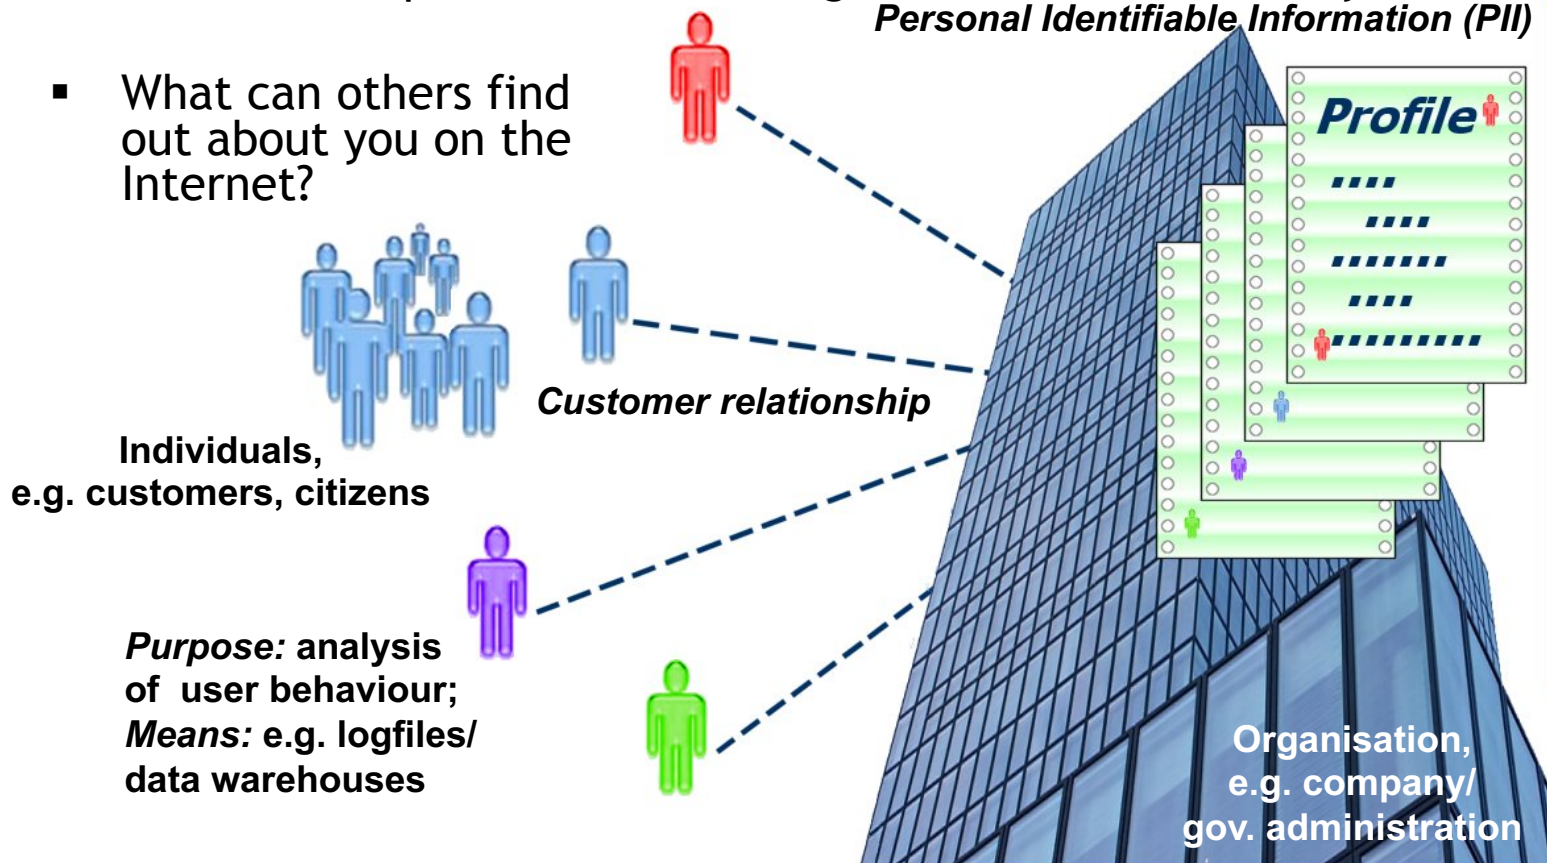 Personal Identifiable Information (PII)
▪ What can others find
out about you on the
Internet?
Profile
Customer relationship
Individuals,
e.g. customers, citizens
Purpose: analysis
of user behaviour;
Means: e.g. logfiles/
data warehouses
Organisation,
e.g. company/
gov. administration